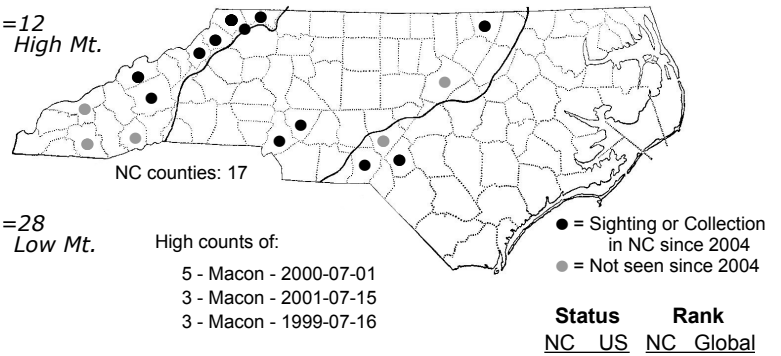 =12
High Mt.
NC counties: 17
=28
Low Mt.
High counts of:
5 - Macon - 2000-07-01
3 - Macon - 2001-07-15
3 - Macon - 1999-07-16
● = Sighting or Collection
in NC since 2004
● = Not seen since 2004
Status Rank
NC US NC Global